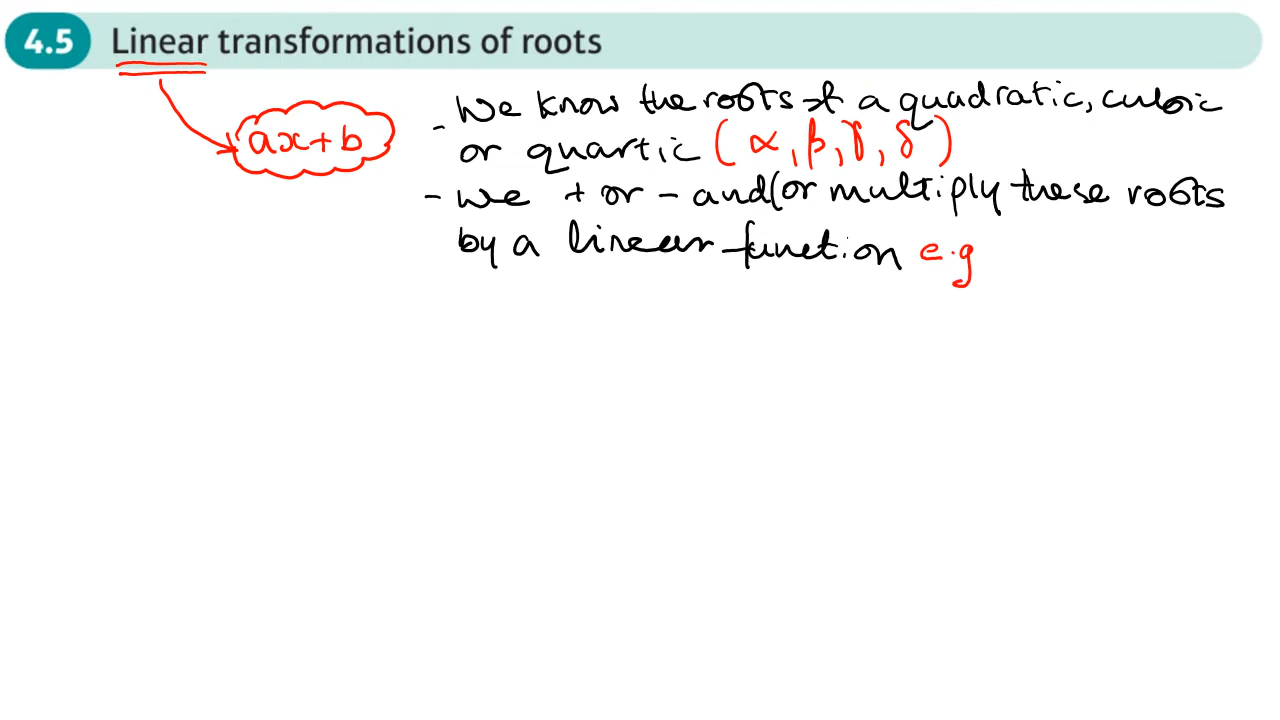 4.5 Linear transformations of roots
ax + b
- We know the roots of a quadratic, cubic
or quartic (α, β, γ, δ)
- we + or - and/or multiply these roots
by a linear function e.g